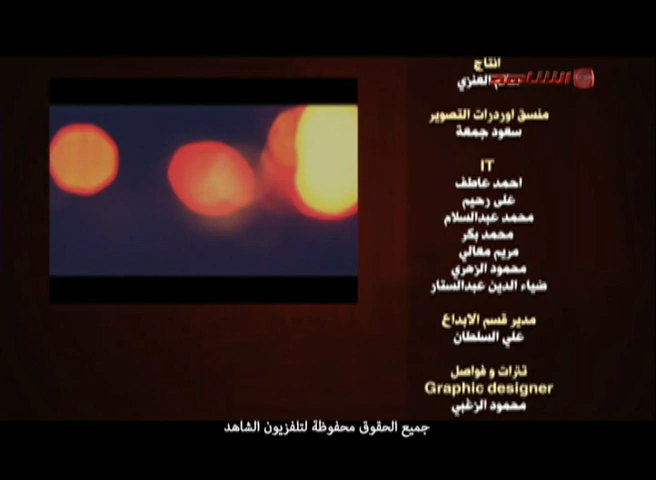 انتاج
العنزي
الشاهد
منسق اوردرات التصوير
سعود جمعة
IT
احمد عاطف
على رحيم
محمد عبدالسلام
محمد بكر
مريم معالي
محمود الزهري
ضياء الدين عبدالستار
مدير قسم الابداع
علي السلطان
تترات و فواصل
Graphic designer
محمود الزغبي
جميع الحقوق محفوظة لتلفزيون الشاهد